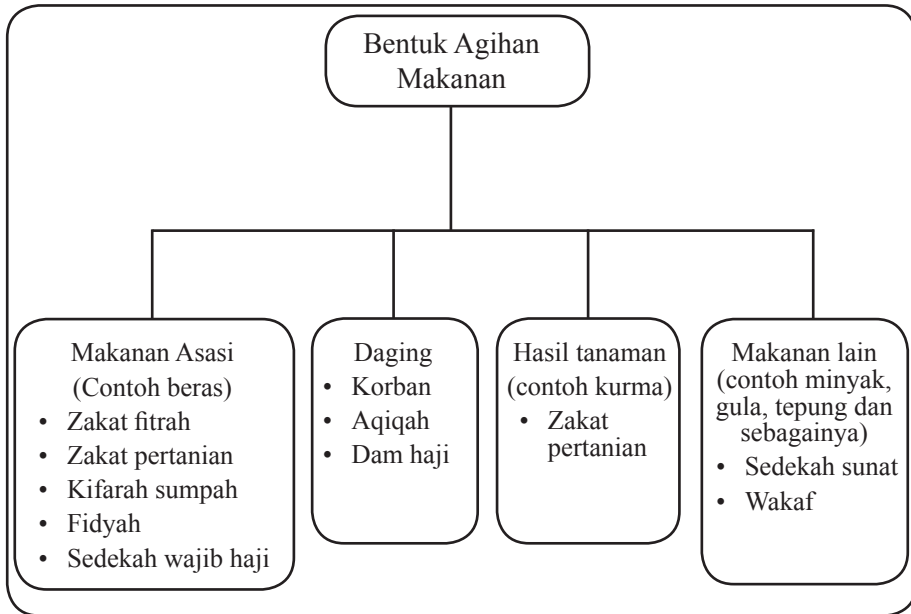 Bentuk Agihan
Makanan
Makanan Asasi
(Contoh beras)
• Zakat fitrah
• Zakat pertanian
• Kifarah sumpah
• Fidyah
• Sedekah wajib haji
Daging
• Korban
• Aqiqah
• Dam haji
Hasil tanaman
(contoh kurma)
• Zakat
pertanian
Makanan lain
(contoh minyak,
gula, tepung dan
sebagainya)
• Sedekah sunat
• Wakaf